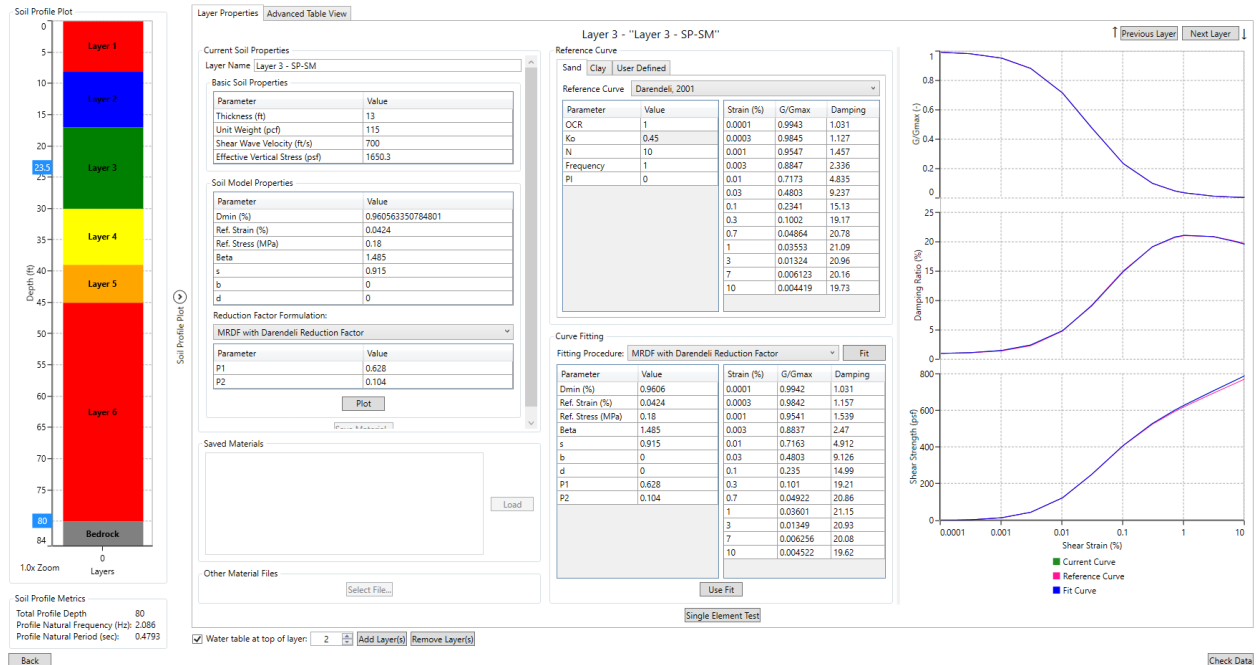 Soil Profile Plot
0
5
10
15
20
23.5
25
30
35
40
45
50
55
60
65
70
75
80
84
Depth (ft)
Layer 1
Layer 2
Layer 3
Layer 4
Layer 5
Layer 6
Bedrock
0
1.0x Zoom
Layers
Soil Profile Metrics
Total Profile Depth 80
Profile Natural Frequency (Hz): 2.086
Profile Natural Period (sec): 0.4793
Back
Soil Profile Plot
Layer Properties Advanced Table View
Layer 3 - "Layer 3 - SP-SM"
↑ Previous Layer Next Layer ↓
Current Soil Properties
Layer Name Layer 3 - SP-SM
Basic Soil Properties
Parameter Value
Thickness (ft) 13
Unit Weight (pcf) 115
Shear Wave Velocity (ft/s) 700
Effective Vertical Stress (psf) 1650.3
Soil Model Properties
Parameter Value
Dmin (%) 0.960563350784801
Ref. Strain (%) 0.0424
Ref. Stress (MPa) 0.18
Beta 1.485
s 0.915
b 0
d 0
Reduction Factor Formulation:
MRDF with Darendeli Reduction Factor
Parameter Value
P1 0.628
P2 0.104
Plot
Save Material...
Saved Materials
Load
Other Material Files
Select File...
Water table at top of layer: 2 Add Layer(s) Remove Layer(s)
Reference Curve
Sand Clay User Defined
Reference Curve Darendeli, 2001
Parameter Value
OCR 1
Ko 0.45
N 10
Frequency 1
PI 0
Strain (%) G/Gmax Damping
0.0001 0.9943 1.031
0.0003 0.9845 1.127
0.001 0.9547 1.457
0.003 0.8847 2.336
0.01 0.7173 4.835
0.03 0.4803 9.237
0.1 0.2341 15.13
0.3 0.1002 19.17
0.7 0.04864 20.78
1 0.03553 21.09
3 0.01324 20.96
7 0.006123 20.16
10 0.004419 19.73
Curve Fitting
Fitting Procedure: MRDF with Darendeli Reduction Factor Fit
Parameter Value
Dmin (%) 0.9606
Ref. Strain (%) 0.0424
Ref. Stress (MPa) 0.18
Beta 1.485
s 0.915
b 0
d 0
P1 0.628
P2 0.104
Strain (%) G/Gmax Damping
0.0001 0.9942 1.031
0.0003 0.9842 1.157
0.001 0.9541 1.539
0.003 0.8837 2.47
0.01 0.7163 4.912
0.03 0.4803 9.126
0.1 0.235 14.99
0.3 0.101 19.21
0.7 0.04922 20.86
1 0.03601 21.15
3 0.01349 20.93
7 0.006256 20.08
10 0.004522 19.62
Use Fit
Single Element Test
G/Gmax (-)
1
0.8
0.6
0.4
0.2
0
Damping Ratio (%)
25
20
15
10
5
0
Shear Strength (psf)
800
600
400
200
0
0.0001 0.001 0.01 0.1 1 10
Shear Strain (%)
Current Curve
Reference Curve
Fit Curve
Check Data